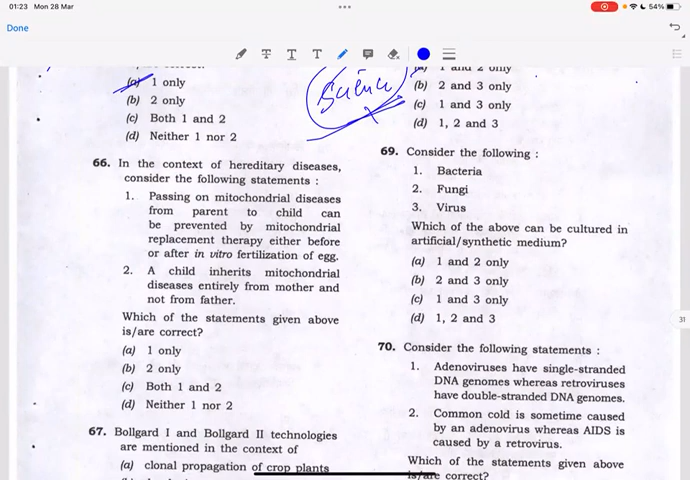 01:23 Mon 28 Mar
54%
Done
(a) 1 only
(b) 2 only
(c) Both 1 and 2
(d) Neither 1 nor 2
66. In the context of hereditary diseases,
consider the following statements :
1. Passing on mitochondrial diseases
from parent to child can
be prevented by mitochondrial
replacement therapy either before
or after in vitro fertilization of egg.
2. A child inherits mitochondrial
diseases entirely from mother and
not from father.
Which of the statements given above
is/are correct?
(a) 1 only
(b) 2 only
(c) Both 1 and 2
(d) Neither 1 nor 2
67. Bollgard I and Bollgard II technologies
are mentioned in the context of
(a) clonal propagation of crop plants
Science
(a) 1 and 2 only
(b) 2 and 3 only
(c) 1 and 3 only
(d) 1, 2 and 3
69. Consider the following :
1. Bacteria
2. Fungi
3. Virus
Which of the above can be cultured in
artificial/synthetic medium?
(a) 1 and 2 only
(b) 2 and 3 only
(c) 1 and 3 only
(d) 1, 2 and 3
70. Consider the following statements :
1. Adenoviruses have single-stranded
DNA genomes whereas retroviruses
have double-stranded DNA genomes.
2. Common cold is sometime caused
by an adenovirus whereas AIDS is
caused by a retrovirus.
Which of the statements given above
is/are correct?
31